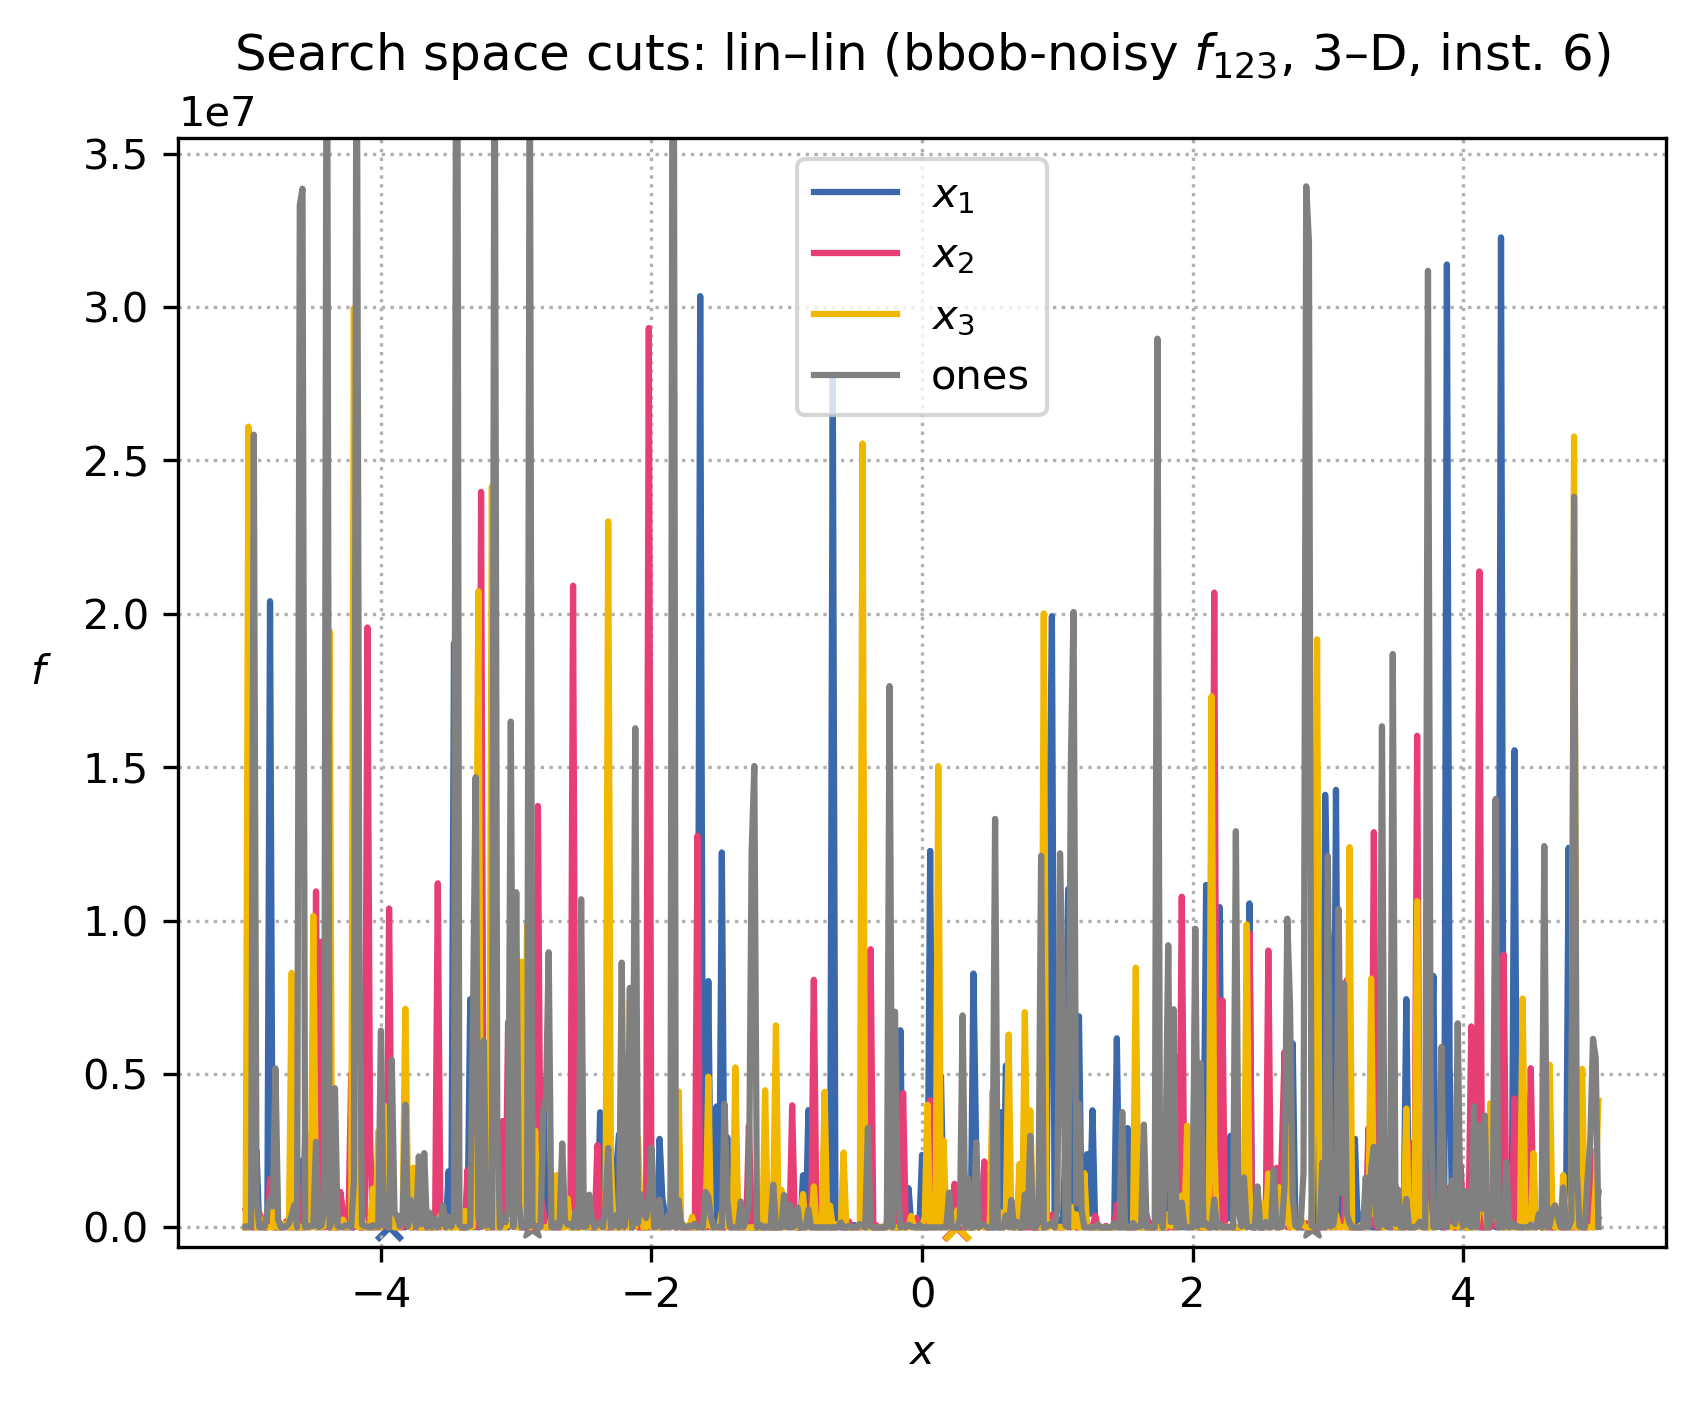 Search space cuts: lin–lin (bbob-noisy f₁₂₃, 3–D, inst. 6)
1e7
3.5
3.0
2.5
2.0
1.5
1.0
0.5
0.0
f
x₁
x₂
x₃
ones
−4
−2
0
2
4
x